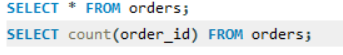 SELECT * FROM orders;
SELECT count(order_id) FROM orders;